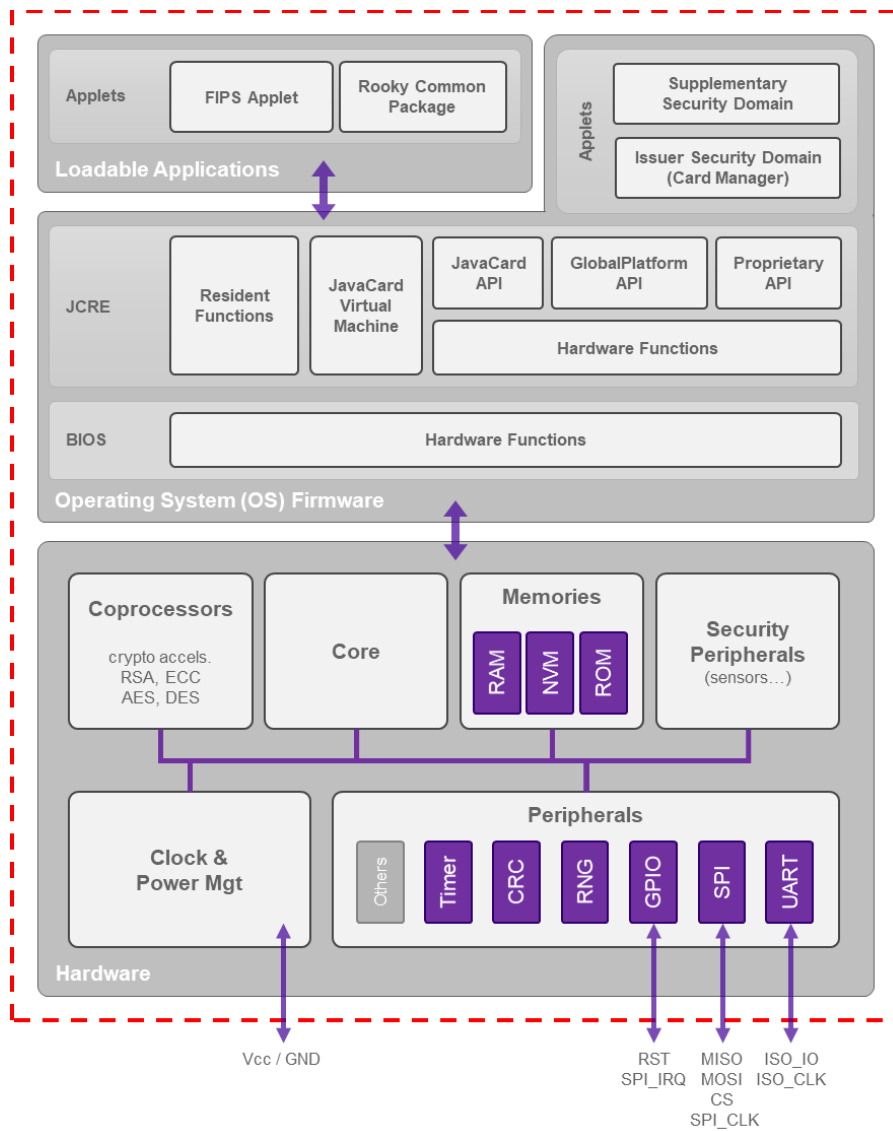 Applets
FIPS Applet
Rooky Common
Package
Loadable Applications
Applets
Supplementary
Security Domain
Issuer Security Domain
(Card Manager)
JCRE
Resident
Functions
JavaCard
Virtual
Machine
JavaCard
API
GlobalPlatform
API
Proprietary
API
Hardware Functions
BIOS
Hardware Functions
Operating System (OS) Firmware
Coprocessors
crypto accels.
RSA, ECC
AES, DES
Core
Memories
RAM
NVM
ROM
Security
Peripherals
(sensors...)
Clock &
Power Mgt
Peripherals
Others
Timer
CRC
RNG
GPIO
SPI
UART
Hardware
Vcc / GND
RST
SPI_IRQ
MISO
MOSI
CS
SPI_CLK
ISO_IO
ISO_CLK